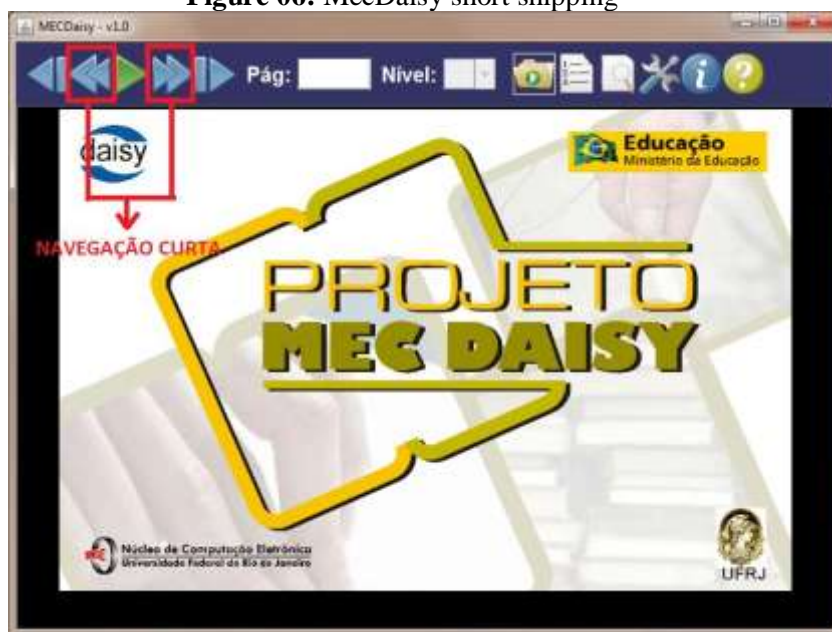 Figure 06: MecDaisy short shipping
MECDaisy - v1.0
Pág: Nível:
daisy
Educação
Ministério da Educação
NAVEGAÇÃO CURTA
PROJETO
MEC DAISY
Núcleo de Computação Eletrônica
Universidade Federal do Rio de Janeiro
UFRJ